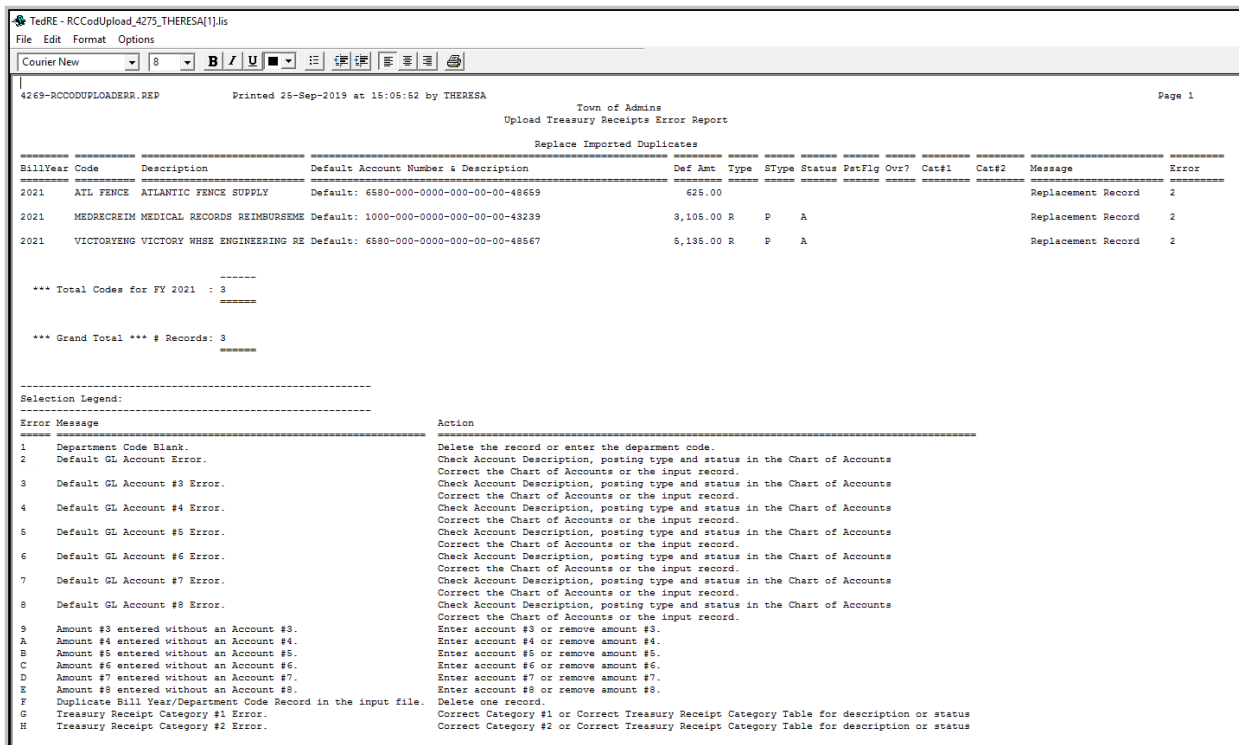 TedRE - RCCodUpload_4275_THERESA[1].lis
File Edit Format Options
Courier New 8 B I U
4269-RCCODUPLOADERR.REP Printed 25-Sep-2019 at 15:05:52 by THERESA Page 1
Town of Admins
Upload Treasury Receipts Error Report
Replace Imported Duplicates
BillYear Code Description Default Account Number & Description Def Amt Type SType Status PstFlg Ovr? Cat#1 Cat#2 Message Error
2021 ATL FENCE ATLANTIC FENCE SUPPLY Default: 6580-000-0000-000-00-00-48659 625.00 Replacement Record 2
2021 MEDRECREIM MEDICAL RECORDS REIMBURSEME Default: 1000-000-0000-000-00-00-43239 3,105.00 R P A Replacement Record 2
2021 VICTORYENG VICTORY WHSE ENGINEERING RE Default: 6580-000-0000-000-00-00-48567 5,135.00 R P A Replacement Record 2
------
*** Total Codes for FY 2021 : 3
======
*** Grand Total *** # Records: 3
======
Selection Legend:
Error Message Action
1 Department Code Blank. Delete the record or enter the deparment code.
2 Default GL Account Error. Check Account Description, posting type and status in the Chart of Accounts
Correct the Chart of Accounts or the input record.
3 Default GL Account #3 Error. Check Account Description, posting type and status in the Chart of Accounts
Correct the Chart of Accounts or the input record.
4 Default GL Account #4 Error. Check Account Description, posting type and status in the Chart of Accounts
Correct the Chart of Accounts or the input record.
5 Default GL Account #5 Error. Check Account Description, posting type and status in the Chart of Accounts
Correct the Chart of Accounts or the input record.
6 Default GL Account #6 Error. Check Account Description, posting type and status in the Chart of Accounts
Correct the Chart of Accounts or the input record.
7 Default GL Account #7 Error. Check Account Description, posting type and status in the Chart of Accounts
Correct the Chart of Accounts or the input record.
8 Default GL Account #8 Error. Check Account Description, posting type and status in the Chart of Accounts
Correct the Chart of Accounts or the input record.
9 Amount #3 entered without an Account #3. Enter account #3 or remove amount #3.
A Amount #4 entered without an Account #4. Enter account #4 or remove amount #4.
B Amount #5 entered without an Account #5. Enter account #5 or remove amount #5.
C Amount #6 entered without an Account #6. Enter account #6 or remove amount #6.
D Amount #7 entered without an Account #7. Enter account #7 or remove amount #7.
E Amount #8 entered without an Account #8. Enter account #8 or remove amount #8.
F Duplicate Bill Year/Department Code Record in the input file. Delete one record.
G Treasury Receipt Category #1 Error. Correct Category #1 or Correct Treasury Receipt Category Table for description or status
H Treasury Receipt Category #2 Error. Correct Category #2 or Correct Treasury Receipt Category Table for description or status